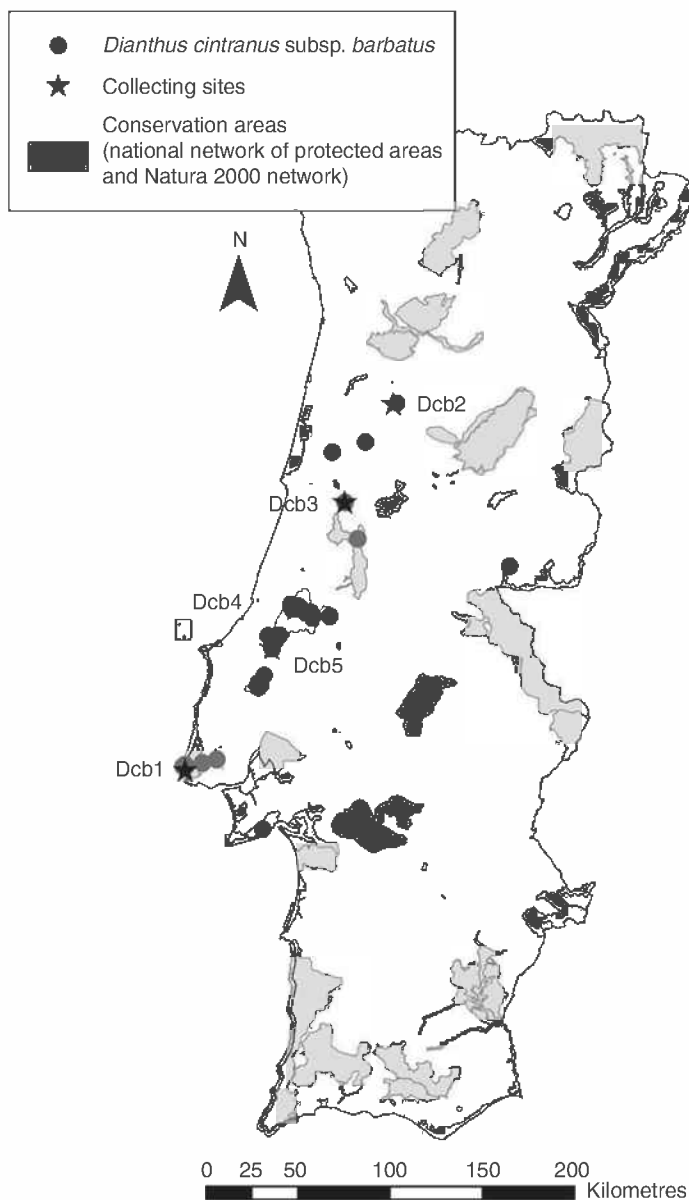 Dianthus cintranus subsp. barbatus
Collecting sites
Conservation areas
(national network of protected areas
and Natura 2000 network)
N
Dcb2
Dcb3
Dcb4
Dcb5
Dcb1
0 25 50 100 150 200
Kilometres